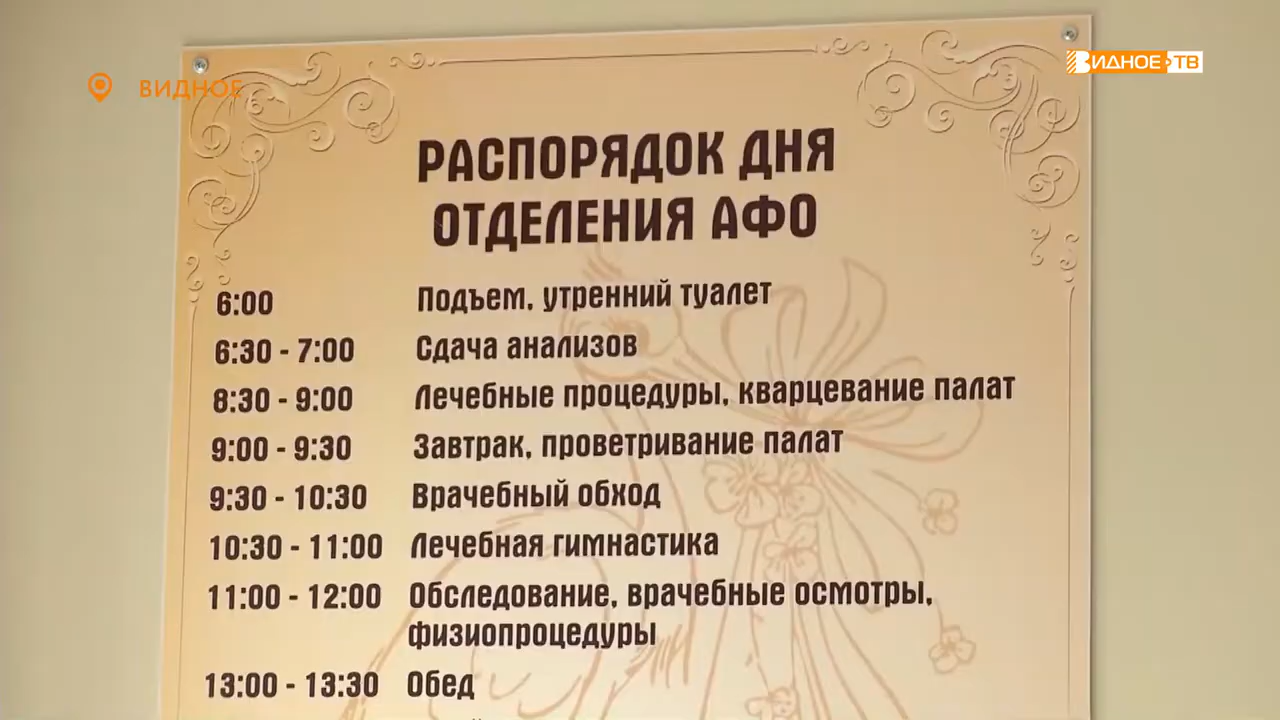 ВИДНОЕ
ВИДНОЕ ТВ
РАСПОРЯДОК ДНЯ
ОТДЕЛЕНИЯ АФО
6:00 Подъем, утренний туалет
6:30 - 7:00 Сдача анализов
8:30 - 9:00 Лечебные процедуры, кварцевание палат
9:00 - 9:30 Завтрак, проветривание палат
9:30 - 10:30 Врачебный обход
10:30 - 11:00 Лечебная гимнастика
11:00 - 12:00 Обследование, врачебные осмотры,
физиопроцедуры
13:00 - 13:30 Обед